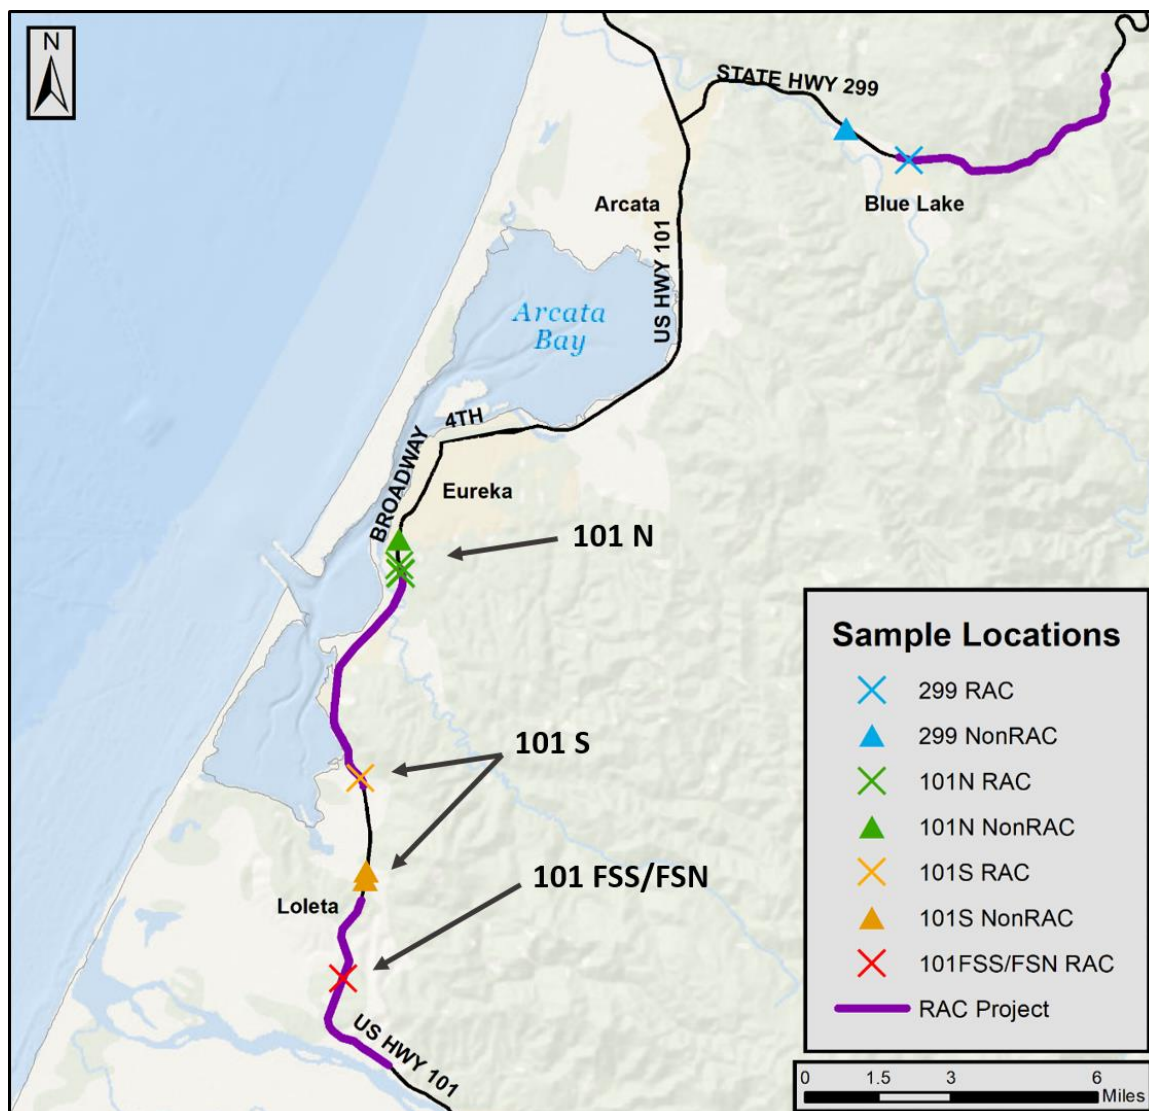 N
STATE HWY 299
Arcata
Blue Lake
US HWY 101
Arcata
Bay
4TH
BROADWAY
Eureka
101 N
101 S
101 FSS/FSN
Loleta
US HWY 101
Sample Locations
299 RAC
299 NonRAC
101N RAC
101N NonRAC
101S RAC
101S NonRAC
101FSS/FSN RAC
RAC Project
0 1.5 3 6
Miles